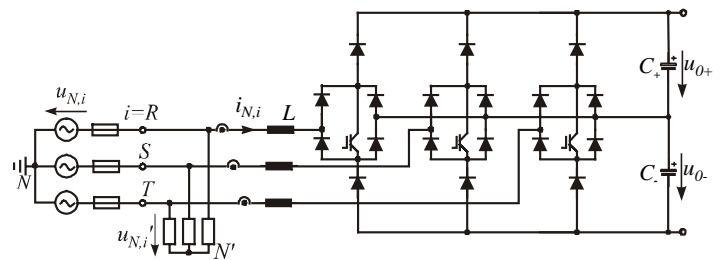 u_{N,i}
i=R
i_{N,i}
L
S
N
T
u_{N,i}'
N'
C_+
+
u_{0+}
C_-
+
u_{0-}